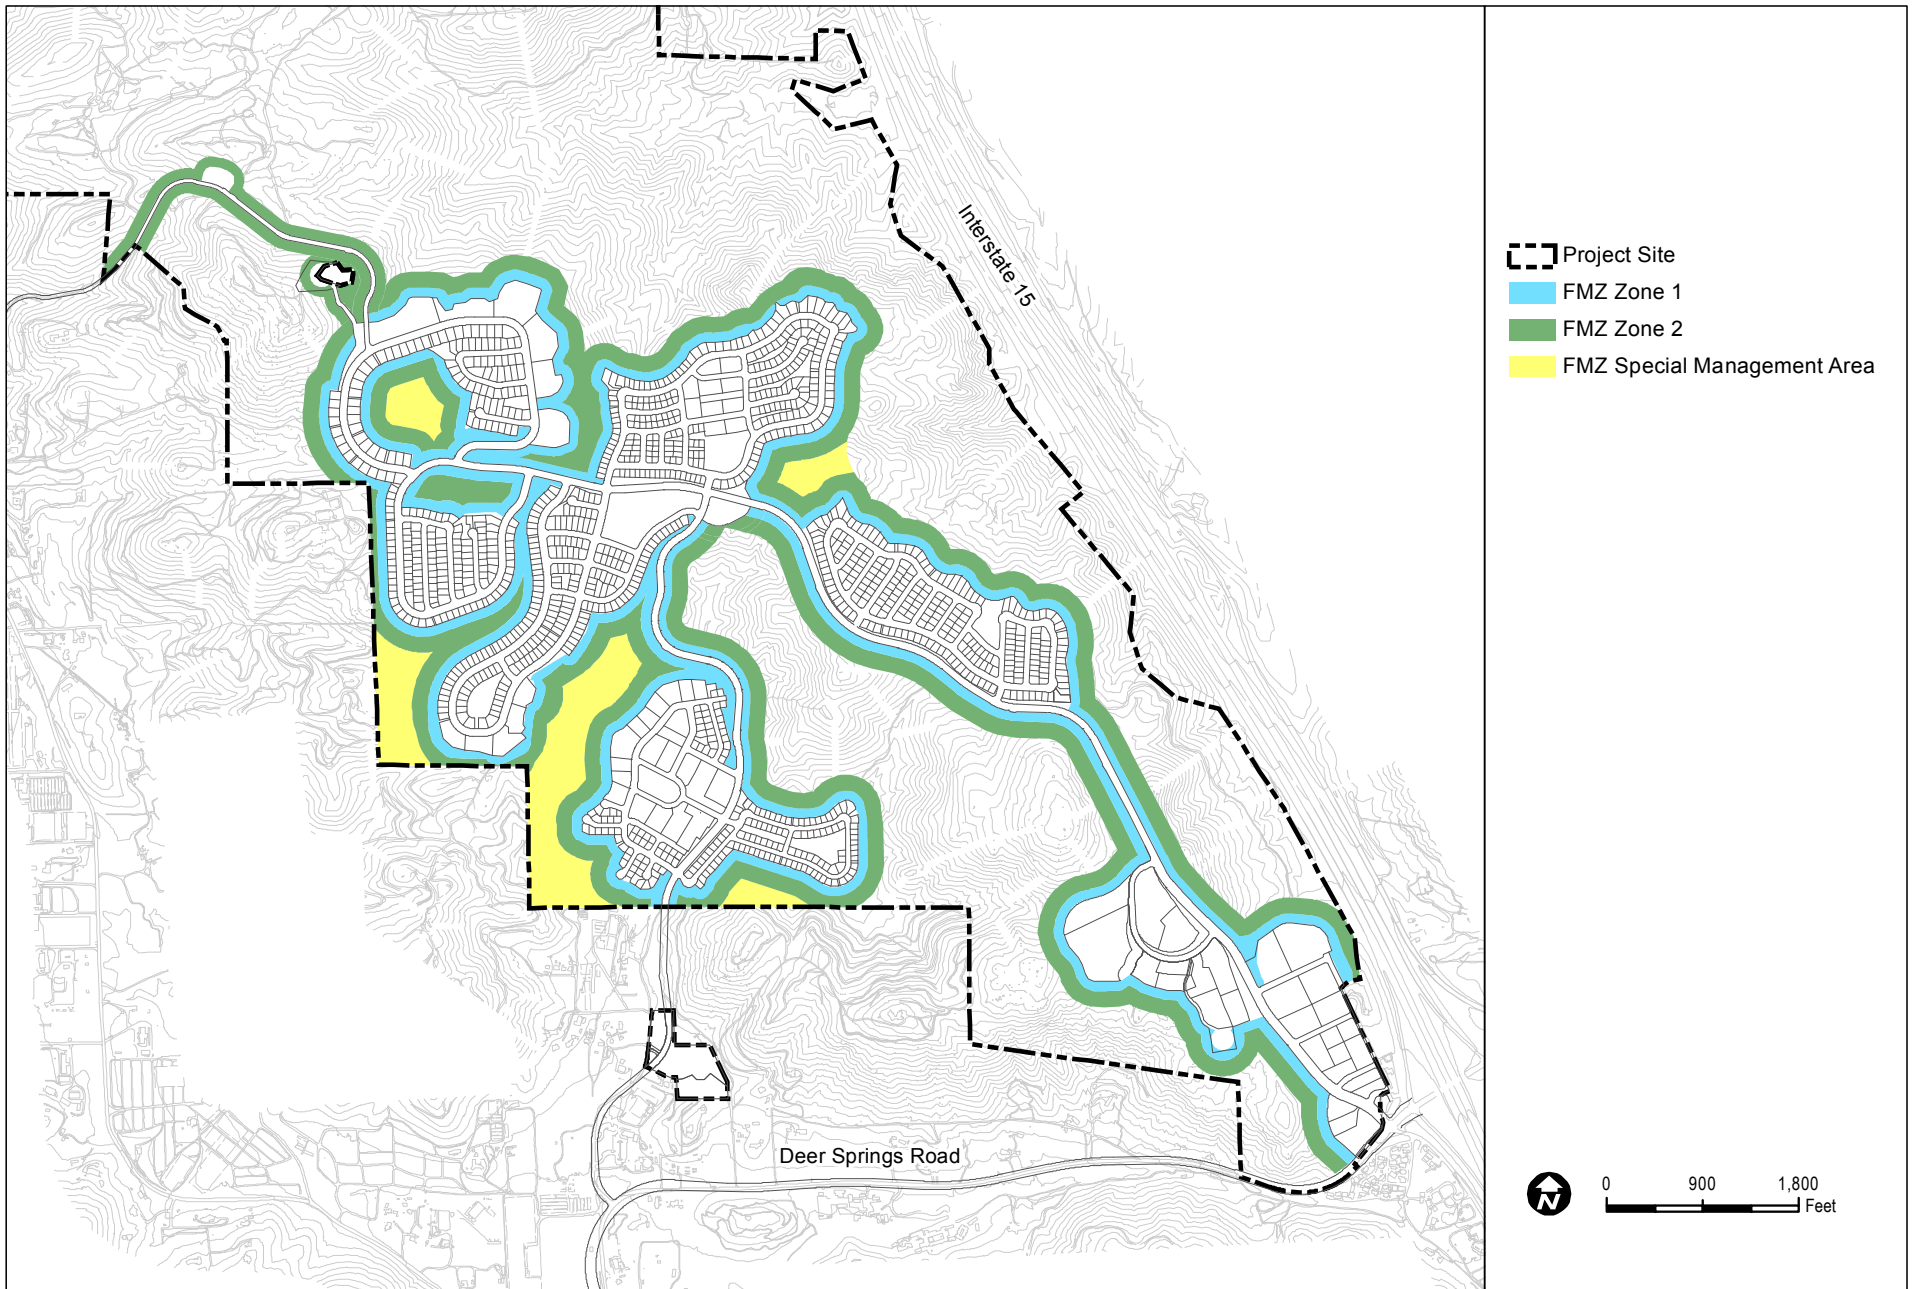 Interstate 15
Project Site
FMZ Zone 1
FMZ Zone 2
FMZ Special Management Area
Deer Springs Road
N
0 900 1,800
Feet